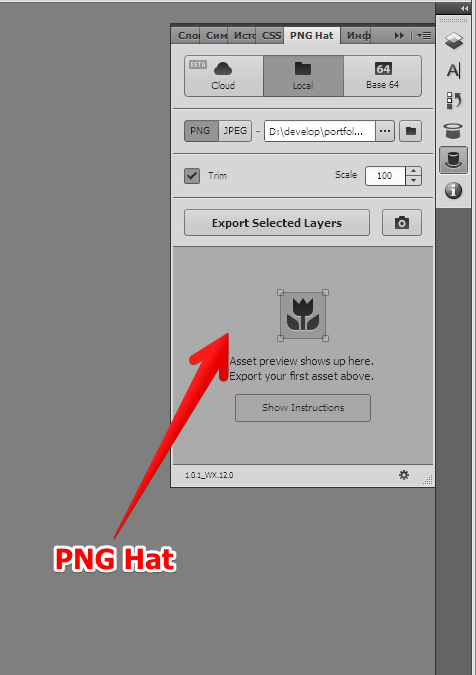 Сло Сим Исто CSS PNG Hat Инф
BETA
64
Cloud Local Base 64
PNG JPEG - D:\develop\portfol... ...
Trim Scale 100
Export Selected Layers
Asset preview shows up here.
Export your first asset above.
Show Instructions
1.0.1_WX.12.0
PNG Hat
A